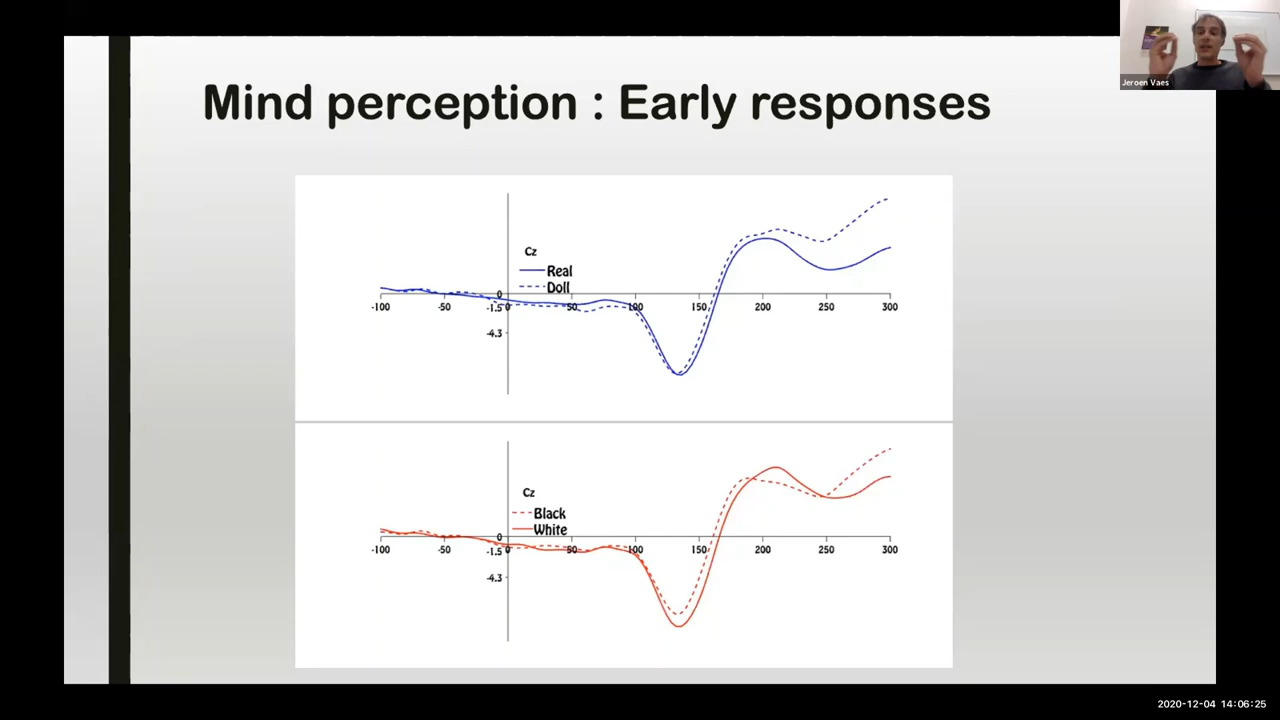 Jeroen Vaes
Mind perception : Early responses
Cz
Real
Doll
0
-100 -50 -1.5 0 50 100 150 200 250 300
-4.3
Cz
Black
White
0
-100 -50 -1.5 0 50 100 150 200 250 300
-4.3
2020-12-04 14:06:25